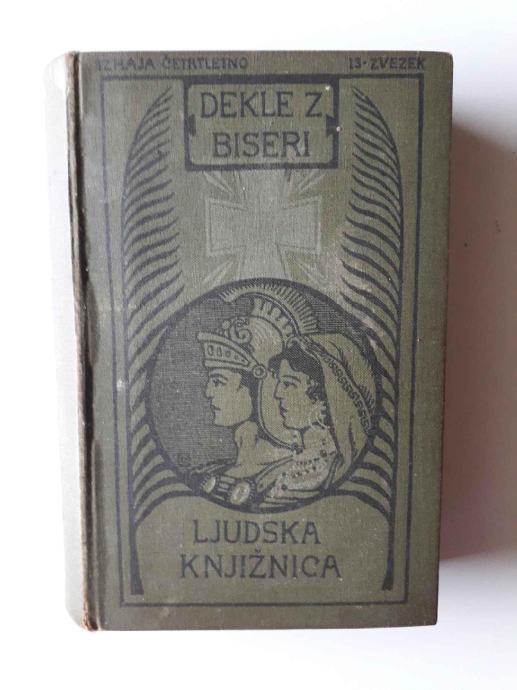 IZHAJA ČETRTLETNO 13. ZVEZEK
DEKLE Z
BISERI
LJUDSKA
KNJIŽNICA